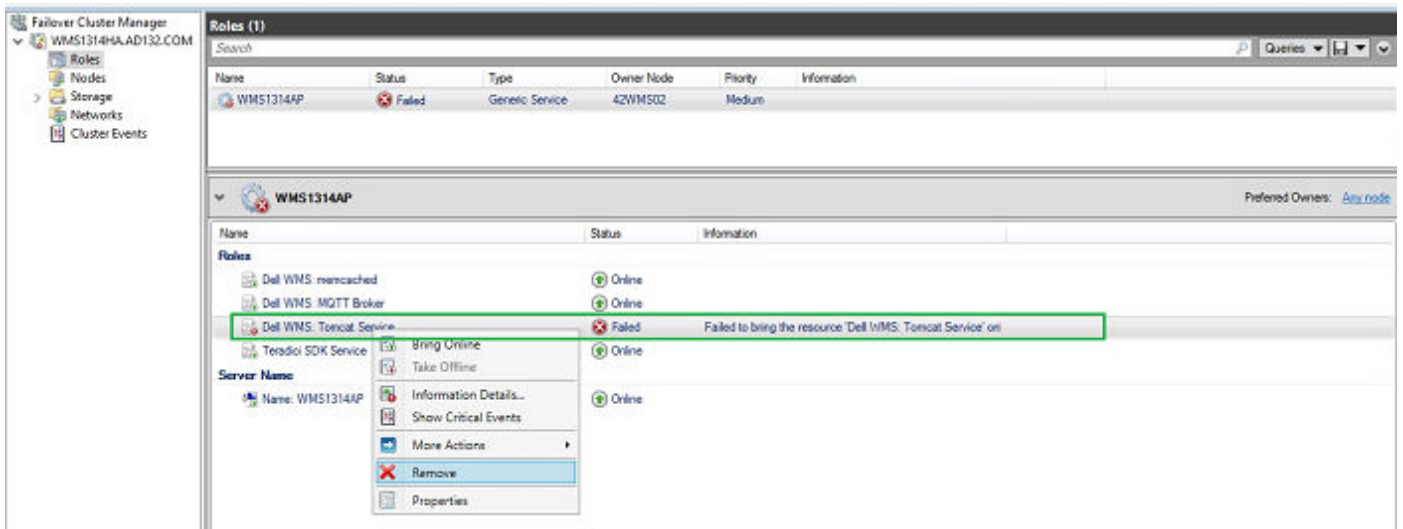 Failover Cluster Manager
WMS1314HA.AD132.COM
Roles
Nodes
Storage
Networks
Cluster Events
Roles (1)
Search
Queries
Name Status Type Owner Node Priority Information
WMS1314AP Failed Generic Service 42WMS02 Medium
WMS1314AP
Preferred Owners: Any node
Name Status Information
Roles
Dell WMS: memcached Online
Dell WMS: MQTT Broker Online
Dell WMS: Tomcat Service Failed Failed to bring the resource 'Dell WMS: Tomcat Service' onl
Teradici SDK Service Online
Server Name
Name: WMS1314AP Online
Bring Online
Take Offline
Information Details...
Show Critical Events
More Actions
Remove
Properties